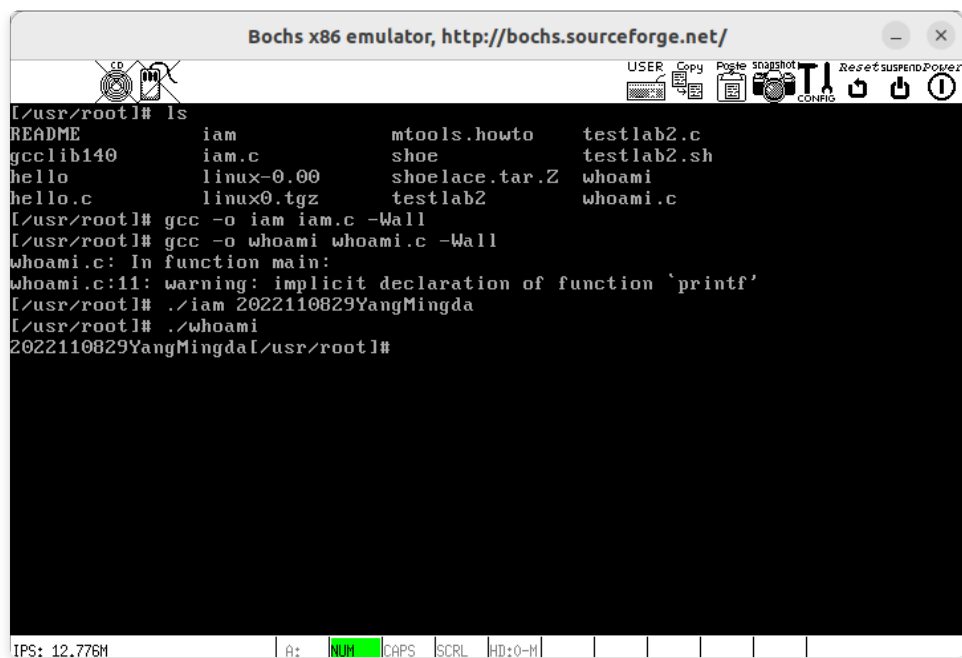 Bochs x86 emulator, http://bochs.sourceforge.net/
CD
USER Copy Paste snapshot CONFIG Reset SUSPEND Power
[/usr/root]# ls
README iam mtools.howto testlab2.c
gcclib140 iam.c shoe testlab2.sh
hello linux-0.00 shoelace.tar.Z whoami
hello.c linux0.tgz testlab2 whoami.c
[/usr/root]# gcc -o iam iam.c -Wall
[/usr/root]# gcc -o whoami whoami.c -Wall
whoami.c: In function main:
whoami.c:11: warning: implicit declaration of function `printf'
[/usr/root]# ./iam 2022110829YangMingda
[/usr/root]# ./whoami
2022110829YangMingda[/usr/root]#
IPS: 12.776M A: NUM CAPS SCRL HD:0-M